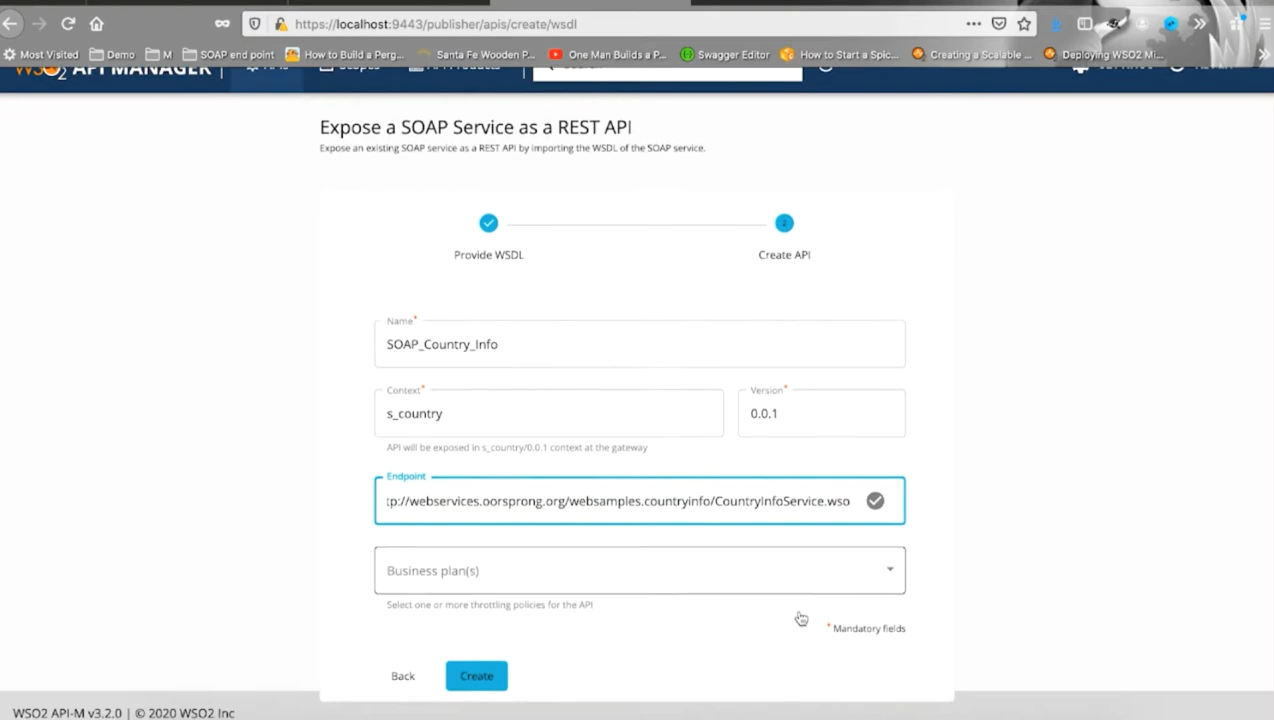 https://localhost:9443/publisher/apis/create/wsdl
Most Visited Demo M SOAP end point How to Build a Perg... Santa Fe Wooden P... One Man Builds a P... Swagger Editor How to Start a Spic... Creating a Scalable ... Deploying WSO2 Mi...
WSO2 API MANAGER
Expose a SOAP Service as a REST API
Expose an existing SOAP service as a REST API by importing the WSDL of the SOAP service.
2
Provide WSDL Create API
Name*
SOAP_Country_Info
Context* Version*
s_country 0.0.1
API will be exposed in s_country/0.0.1 context at the gateway
Endpoint
tp://webservices.oorsprong.org/websamples.countryinfo/CountryInfoService.wso
Business plan(s)
Select one or more throttling policies for the API
* Mandatory fields
Back Create
WSO2 API-M v3.2.0 | © 2020 WSO2 Inc